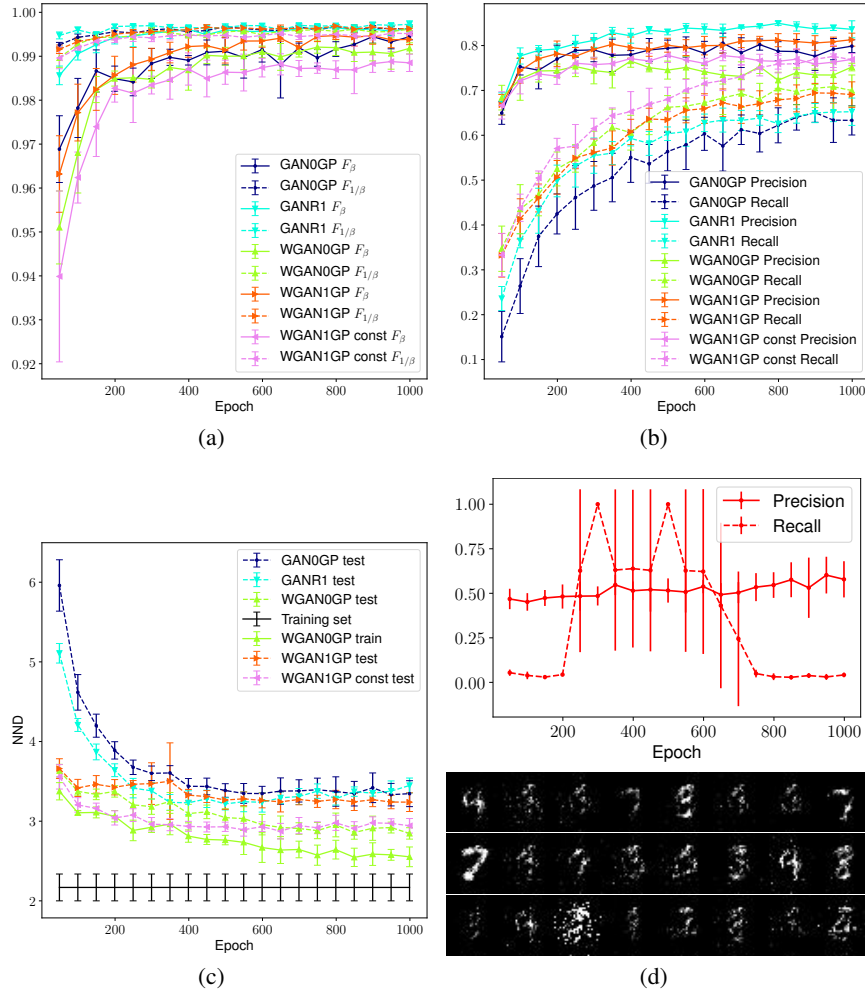 1.00
0.99
0.98
0.97
0.96
0.95
0.94
0.93
0.92
200 400 600 800 1000
Epoch
GAN0GP Fβ
GAN0GP F1/β
GANR1 Fβ
GANR1 F1/β
WGAN0GP Fβ
WGAN0GP F1/β
WGAN1GP Fβ
WGAN1GP F1/β
WGAN1GP const Fβ
WGAN1GP const F1/β
(a)
0.8
0.7
0.6
0.5
0.4
0.3
0.2
0.1
200 400 600 800 1000
Epoch
GAN0GP Precision
GAN0GP Recall
GANR1 Precision
GANR1 Recall
WGAN0GP Precision
WGAN0GP Recall
WGAN1GP Precision
WGAN1GP Recall
WGAN1GP const Precision
WGAN1GP const Recall
(b)
NND
6
5
4
3
2
200 400 600 800 1000
Epoch
GAN0GP test
GANR1 test
WGAN0GP test
Training set
WGAN0GP train
WGAN1GP test
WGAN1GP const test
(c)
1.00
0.75
0.50
0.25
0.00
200 400 600 800 1000
Epoch
Precision
Recall
(d)